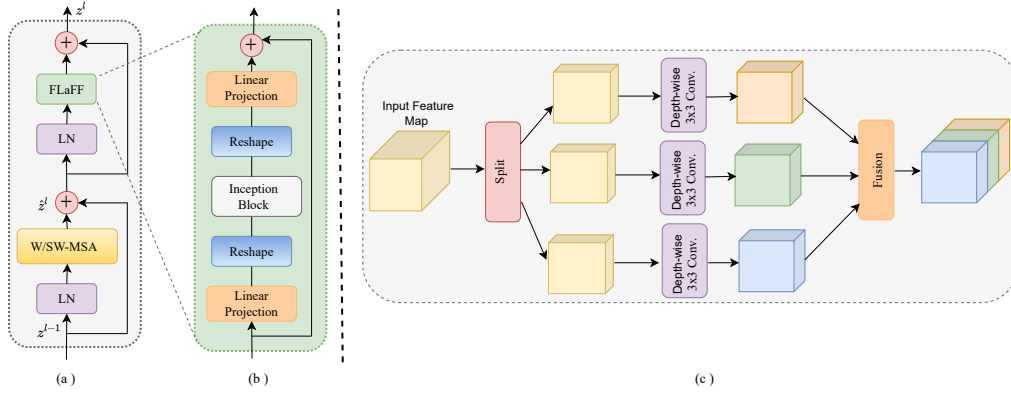 z^l
+
FLaFF
LN
+
ẑ^l
W/SW-MSA
LN
z^{l-1}
( a )
+
Linear
Projection
Reshape
Inception
Block
Reshape
Linear
Projection
( b )
Input Feature
Map
Split
Depth-wise
3x3 Conv.
Depth-wise
3x3 Conv.
Depth-wise
3x3 Conv.
Fusion
( c )